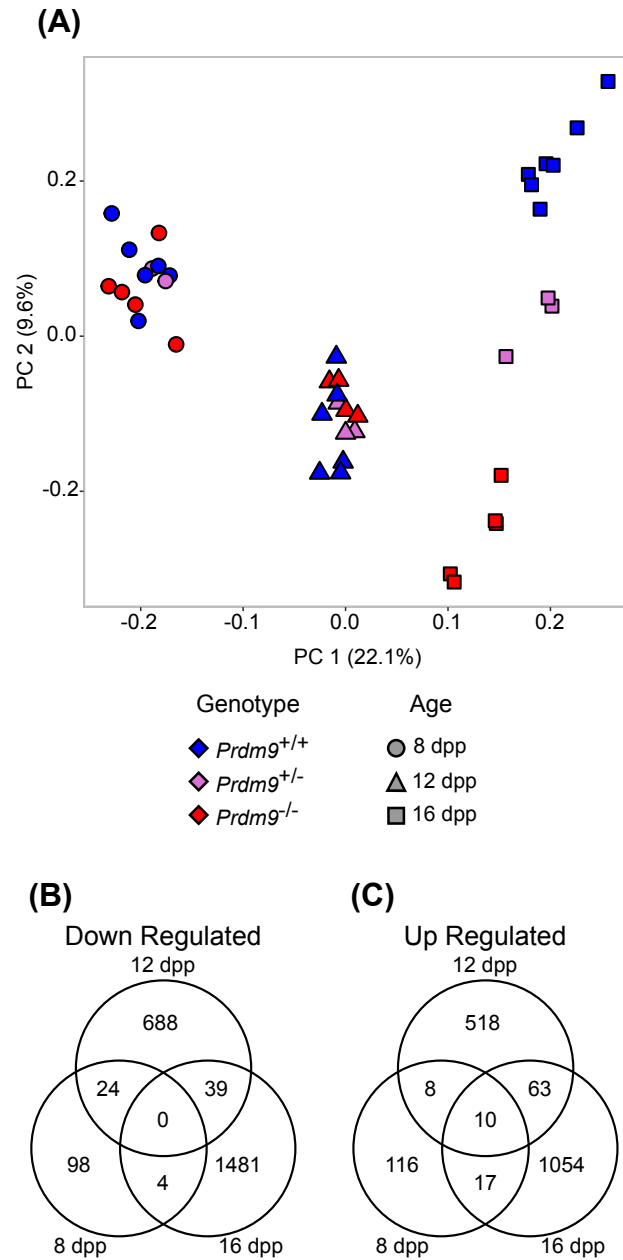 (A)
0.2
0.0
-0.2
PC 2 (9.6%)
-0.2 -0.1 0.0 0.1 0.2
PC 1 (22.1%)
Genotype Age
Prdm9+/+ 8 dpp
Prdm9+/- 12 dpp
Prdm9-/- 16 dpp
(B) (C)
Down Regulated Up Regulated
12 dpp 12 dpp
688 518
24 39 8 63
0 10
98 1481 116 1054
4 17
8 dpp 16 dpp 8 dpp 16 dpp